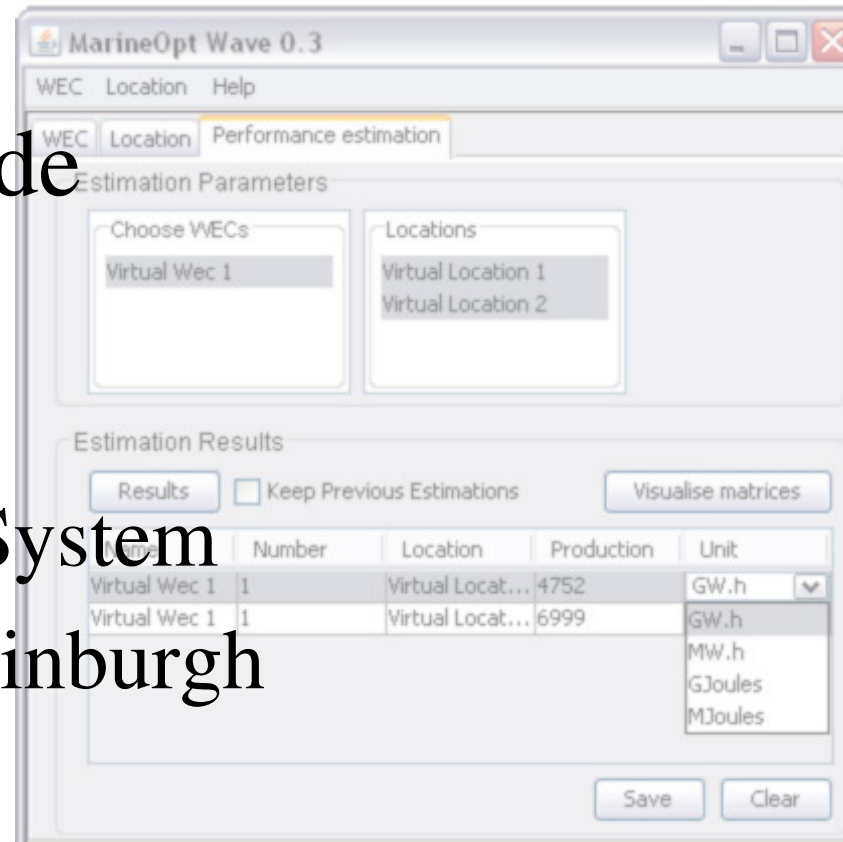 MarineOpt Wave 0.3
WEC Location Help
WEC Location Performance estimation
de
Estimation Parameters
Choose WECs
Locations
Virtual Wec 1
Virtual Location 1
Virtual Location 2
Estimation Results
Results Keep Previous Estimations Visualise matrices
System
Name Number Location Production Unit
Virtual Wec 1 1 Virtual Locat... 4752 GW.h
Virtual Wec 1 1 Virtual Locat... 6999 GW.h
inburgh
MW.h
GJoules
MJoules
Save Clear